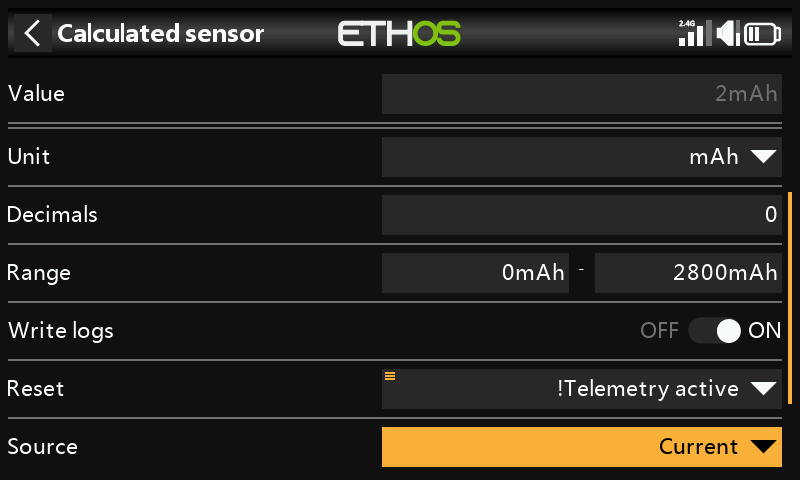 Calculated sensor ETHOS 2.4G
Value 2mAh
Unit mAh
Decimals 0
Range 0mAh - 2800mAh
Write logs OFF ON
Reset !Telemetry active
Source Current